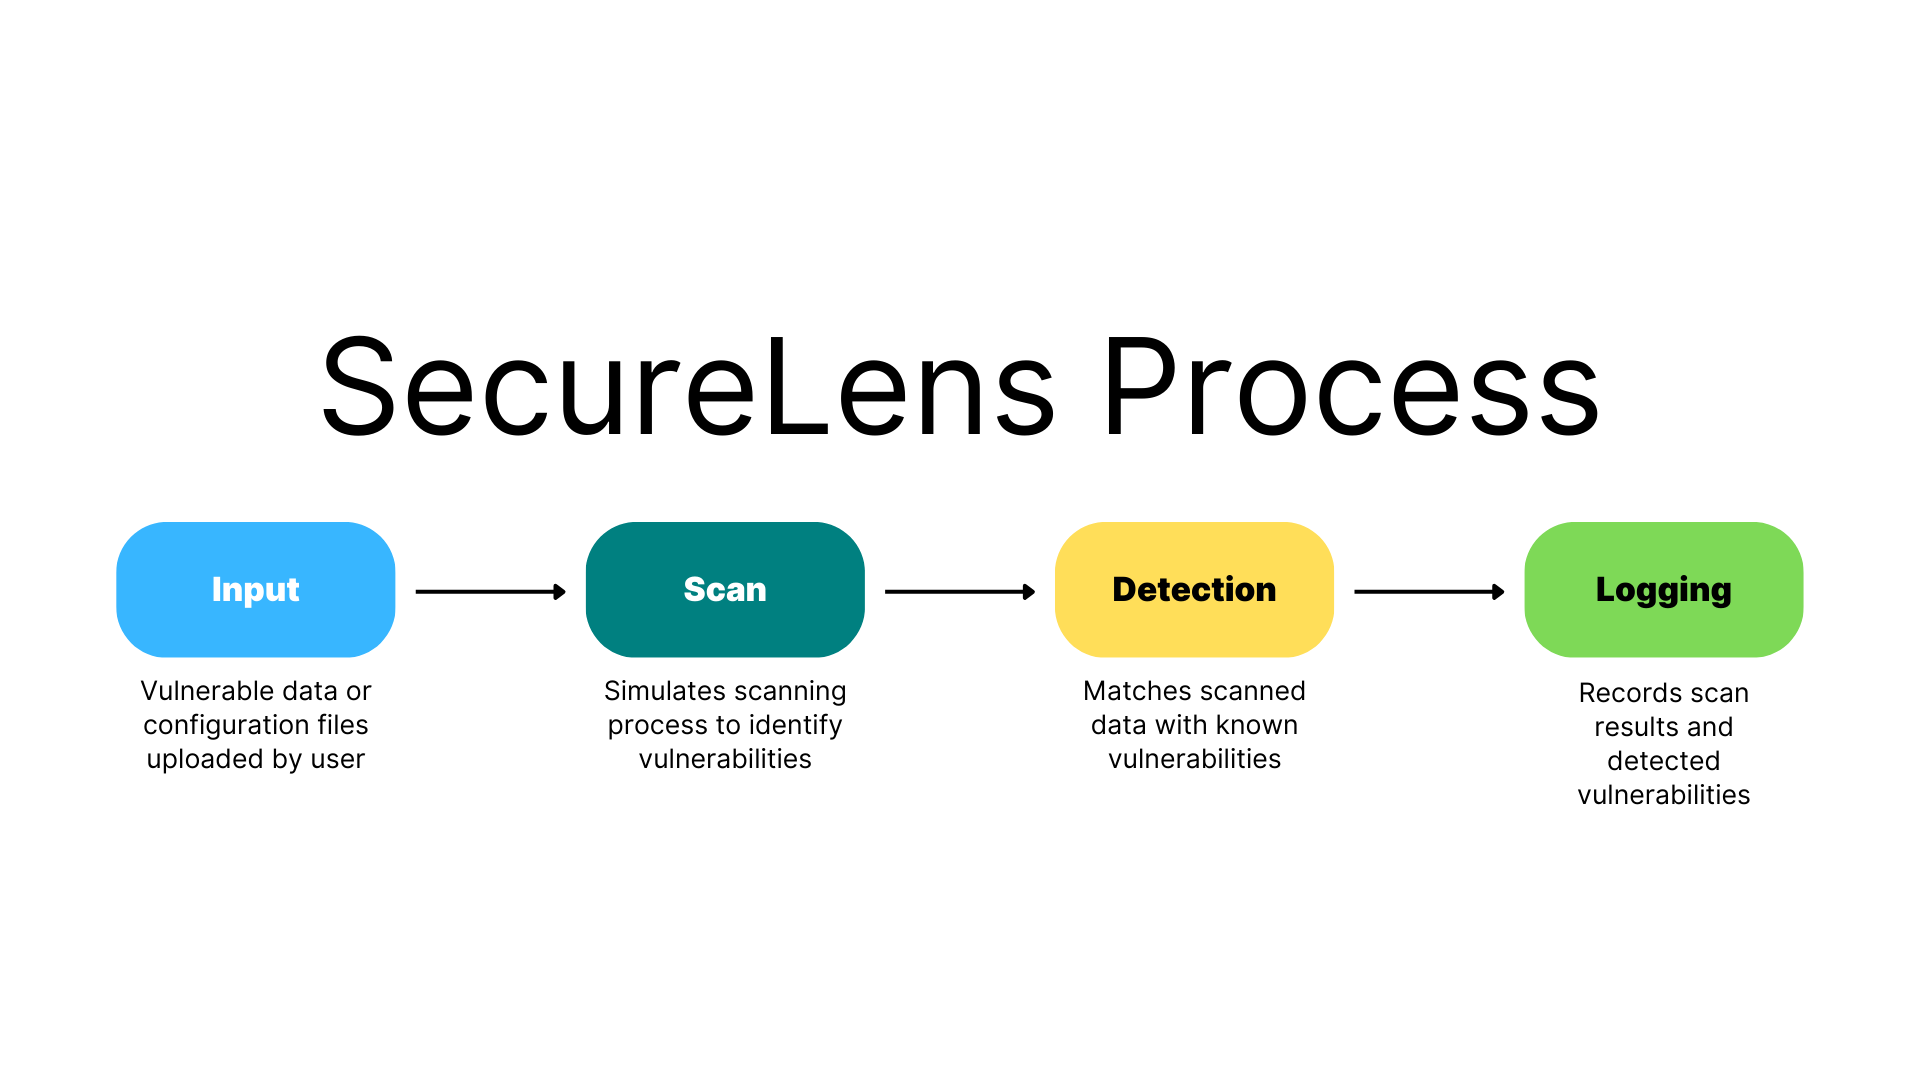 SecureLens Process
Input
Scan
Detection
Logging
Vulnerable data or
configuration files
uploaded by user
Simulates scanning
process to identify
vulnerabilities
Matches scanned
data with known
vulnerabilities
Records scan
results and
detected
vulnerabilities